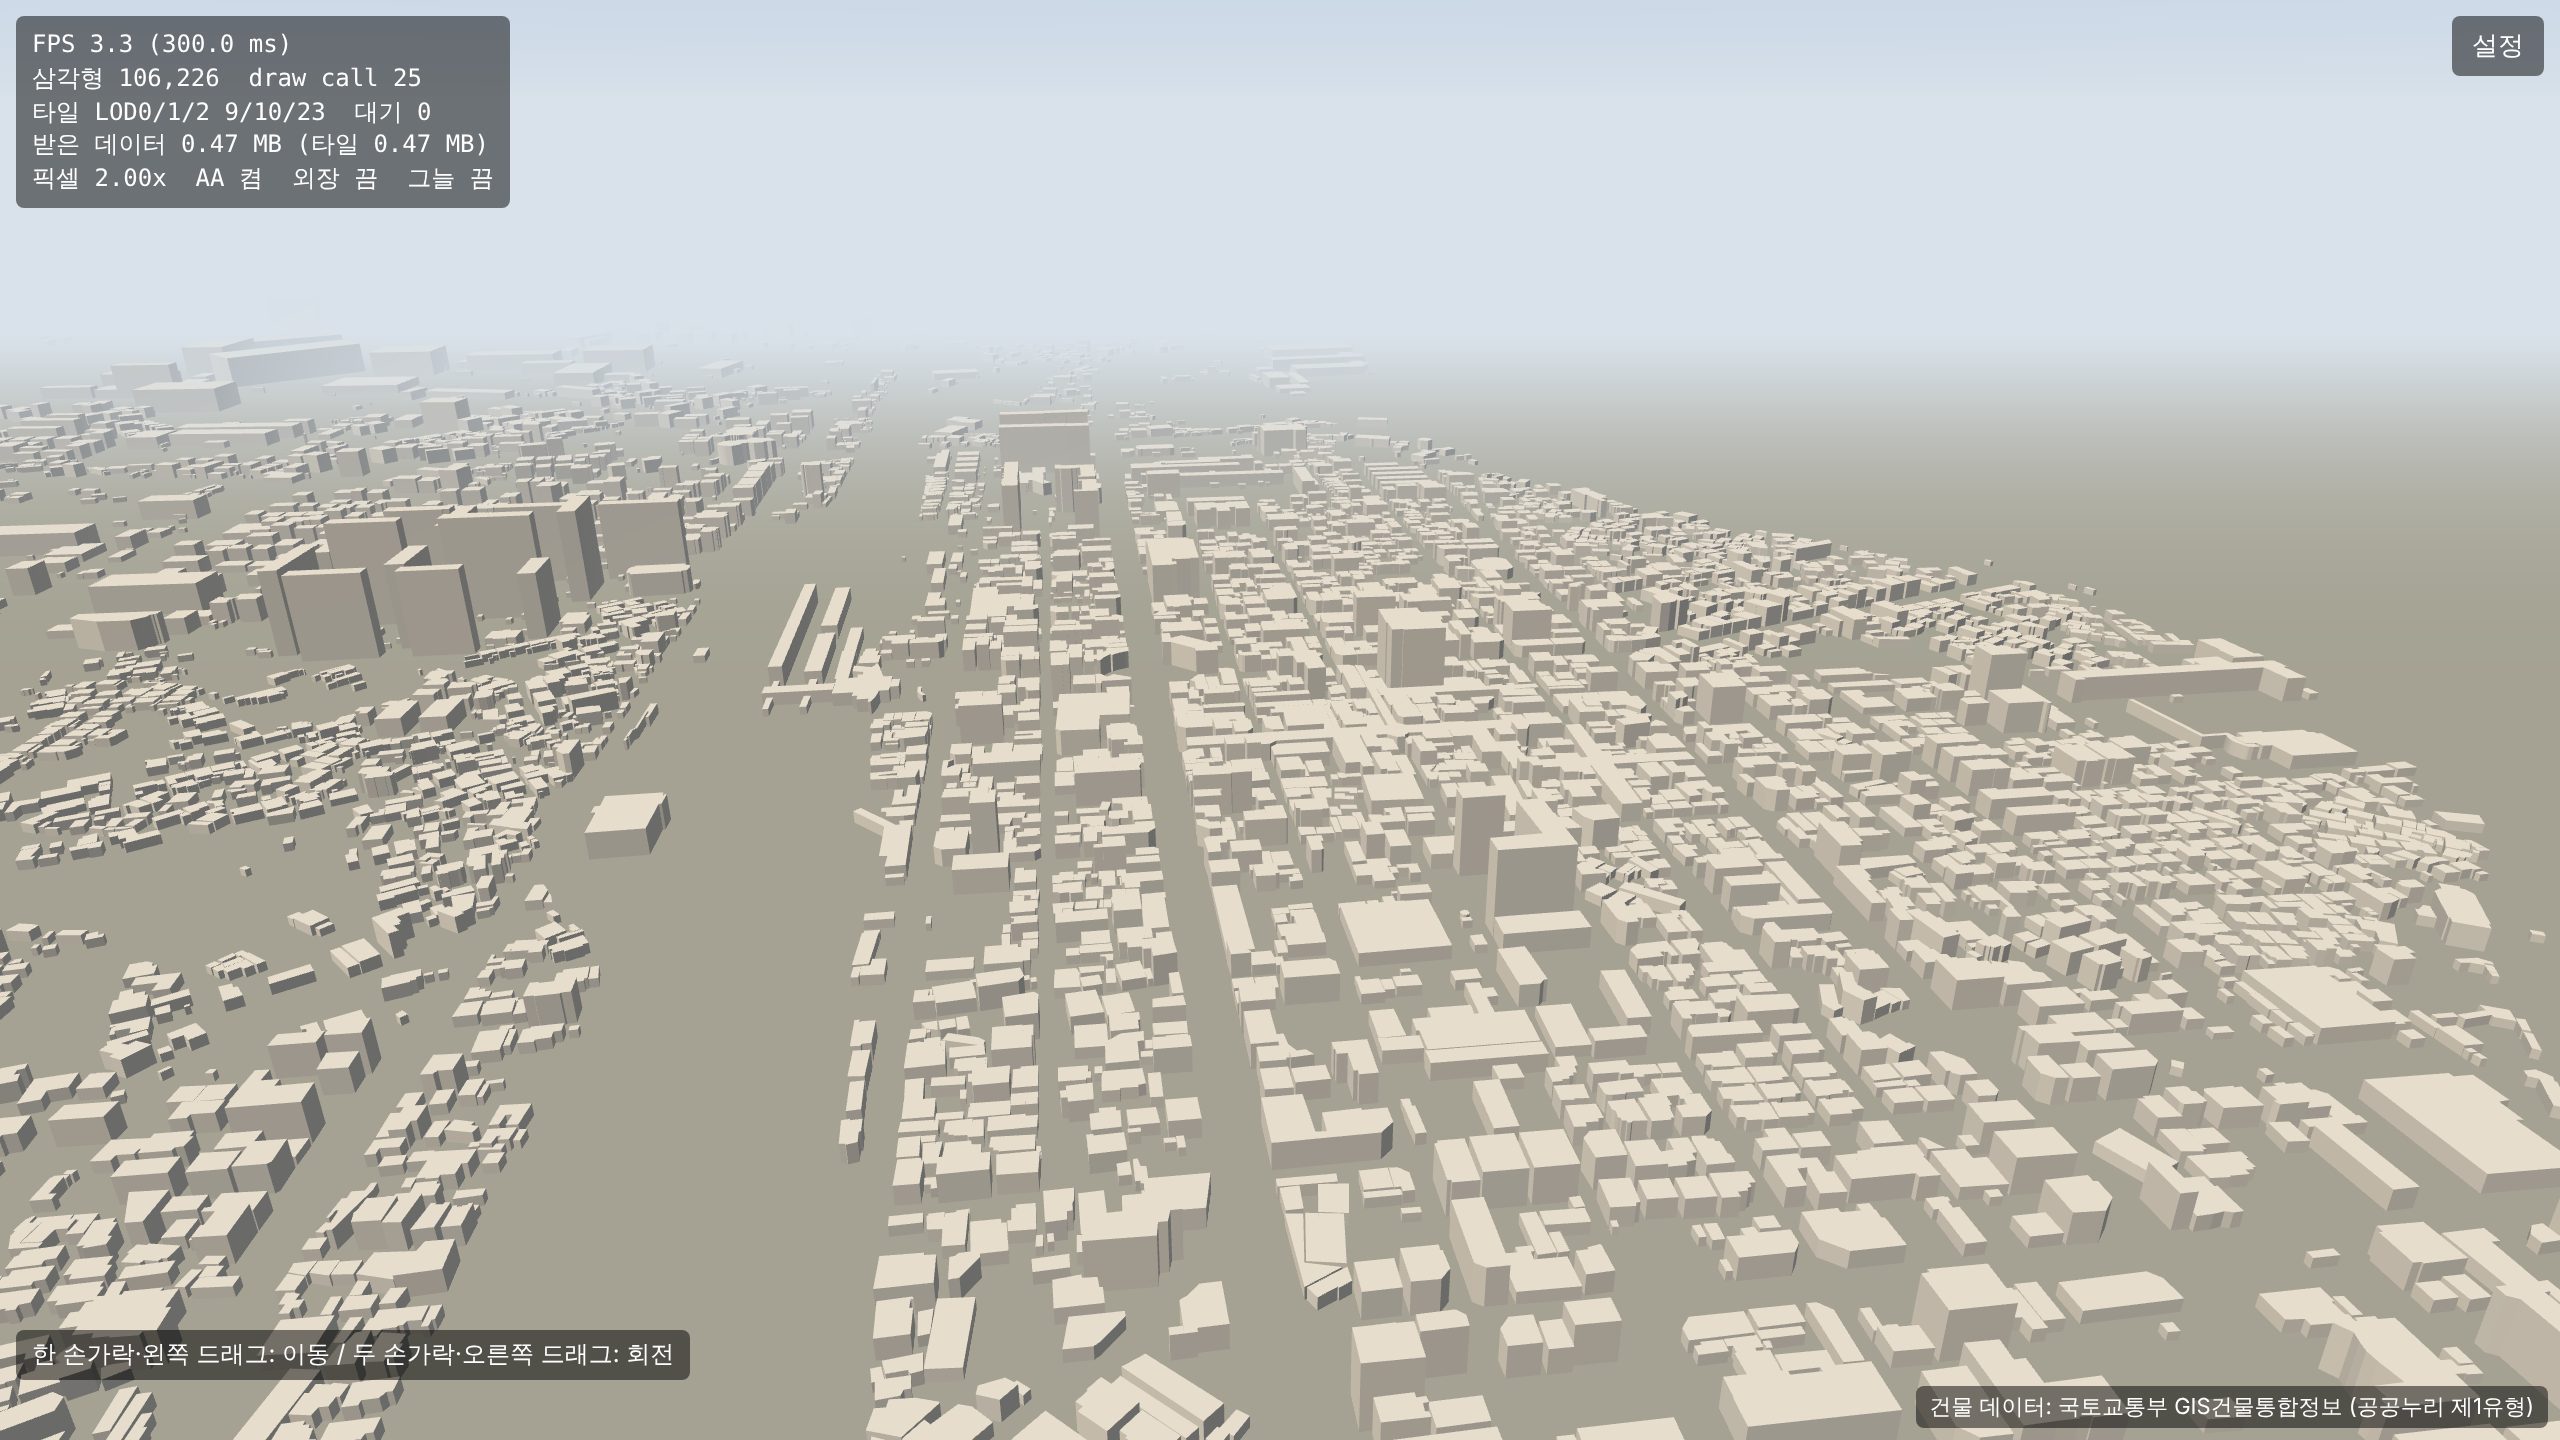 FPS 3.3 (300.0 ms)
삼각형 106,226 draw call 25
타일 LOD0/1/2 9/10/23 대기 0
받은 데이터 0.47 MB (타일 0.47 MB)
픽셀 2.00x AA 켬 외장 끔 그늘 끔
설정
한 손가락·왼쪽 드래그: 이동 / 두 손가락·오른쪽 드래그: 회전
건물 데이터: 국토교통부 GIS건물통합정보 (공공누리 제1유형)